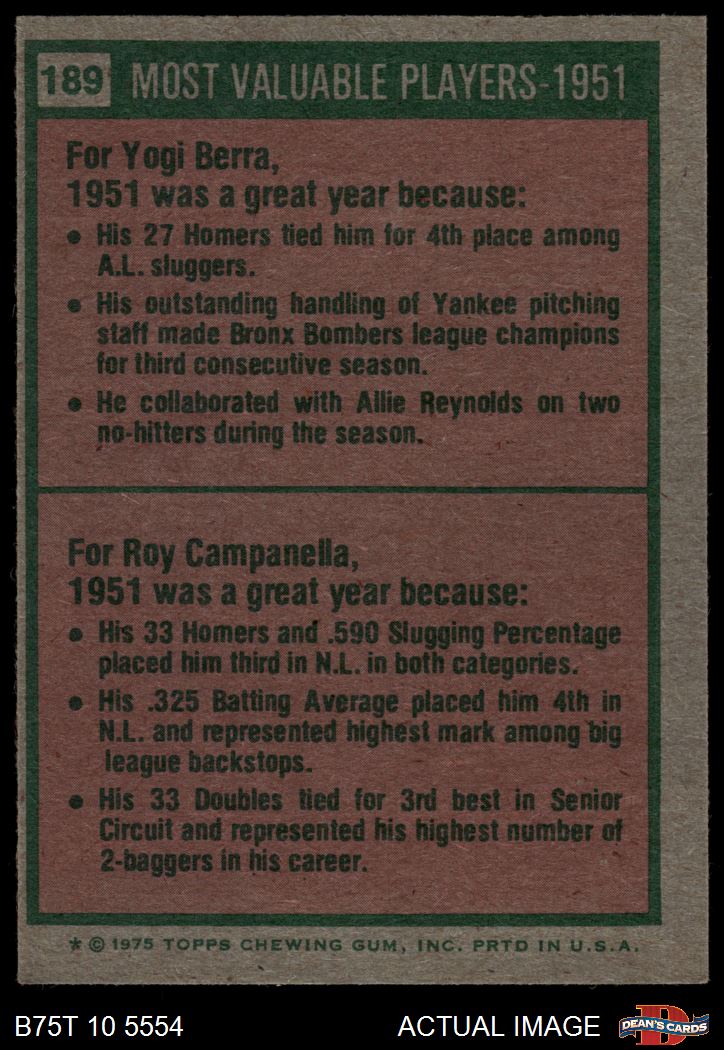 189 MOST VALUABLE PLAYERS-1951
For Yogi Berra,
1951 was a great year because:
• His 27 Homers tied him for 4th place among
A.L. sluggers.
• His outstanding handling of Yankee pitching
staff made Bronx Bombers league champions
for third consecutive season.
• He collaborated with Allie Reynolds on two
no-hitters during the season.
For Roy Campanella,
1951 was a great year because:
• His 33 Homers and .590 Slugging Percentage
placed him third in N.L. in both categories.
• His .325 Batting Average placed him 4th in
N.L. and represented highest mark among big
league backstops.
• His 33 Doubles tied for 3rd best in Senior
Circuit and represented his highest number of
2-baggers in his career.
* © 1975 TOPPS CHEWING GUM, INC. PRTD IN U.S.A.
B75T 10 5554 ACTUAL IMAGE
D
DEAN'S CARDS